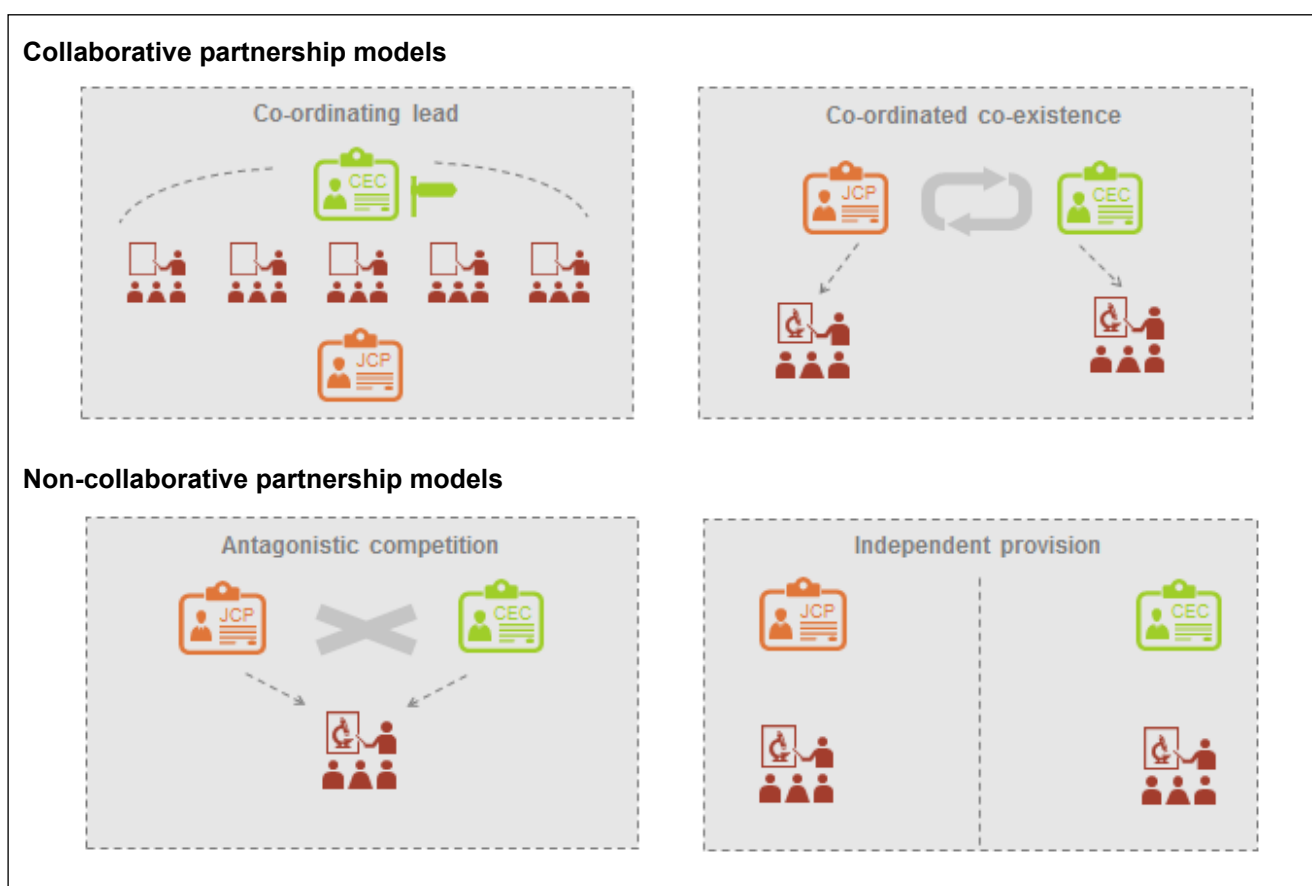 Collaborative partnership models
Co-ordinating lead
CEC
JCP
Co-ordinated co-existence
JCP
CEC
Non-collaborative partnership models
Antagonistic competition
JCP
CEC
Independent provision
JCP
CEC